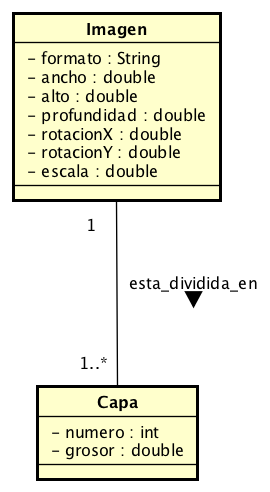 Imagen
- formato : String
- ancho : double
- alto : double
- profundidad : double
- rotacionX : double
- rotacionY : double
- escala : double
1
esta_dividida_en
1..*
Capa
- numero : int
- grosor : double